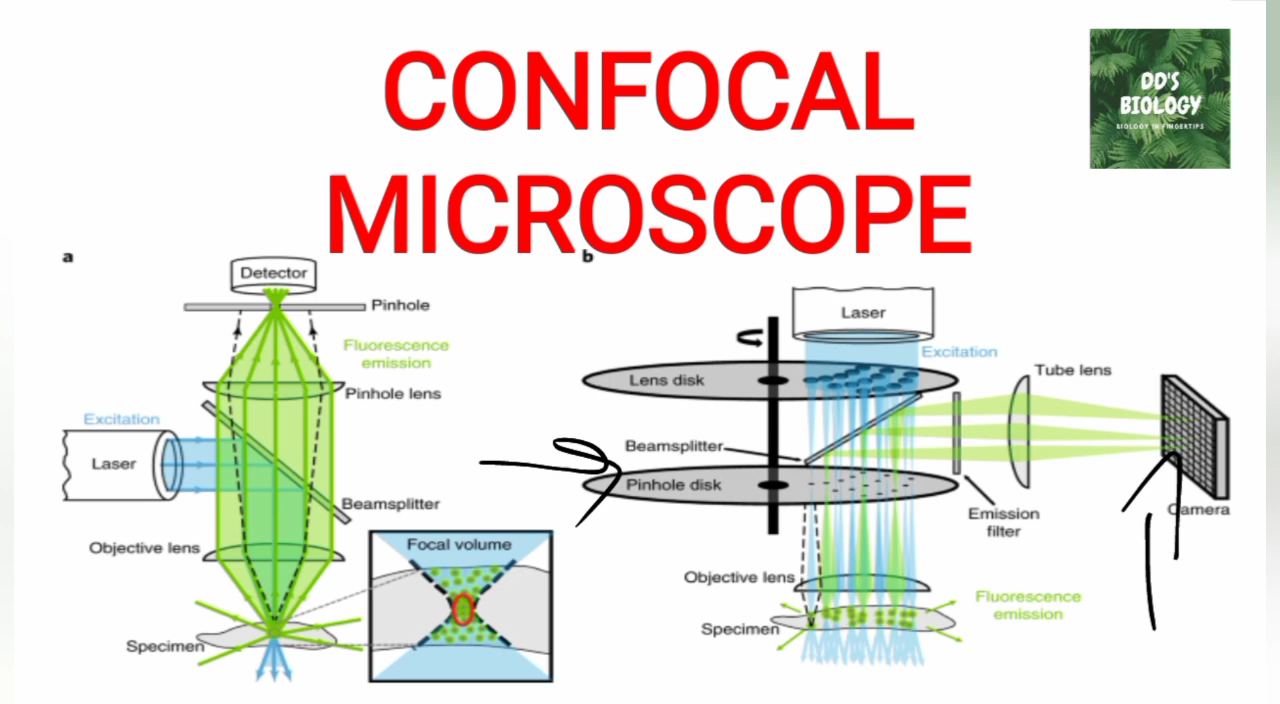 CONFOCAL
MICROSCOPE
DD'S
BIOLOGY
BIOLOGY IN FINGERTIPS
a
Detector
Pinhole
Fluorescence
emission
Pinhole lens
Excitation
Laser
Beamsplitter
Objective lens
Focal volume
Specimen
b
Laser
Excitation
Lens disk
Tube lens
Beamsplitter
Pinhole disk
Emission
filter
Camera
Objective lens
Fluorescence
emission
Specimen